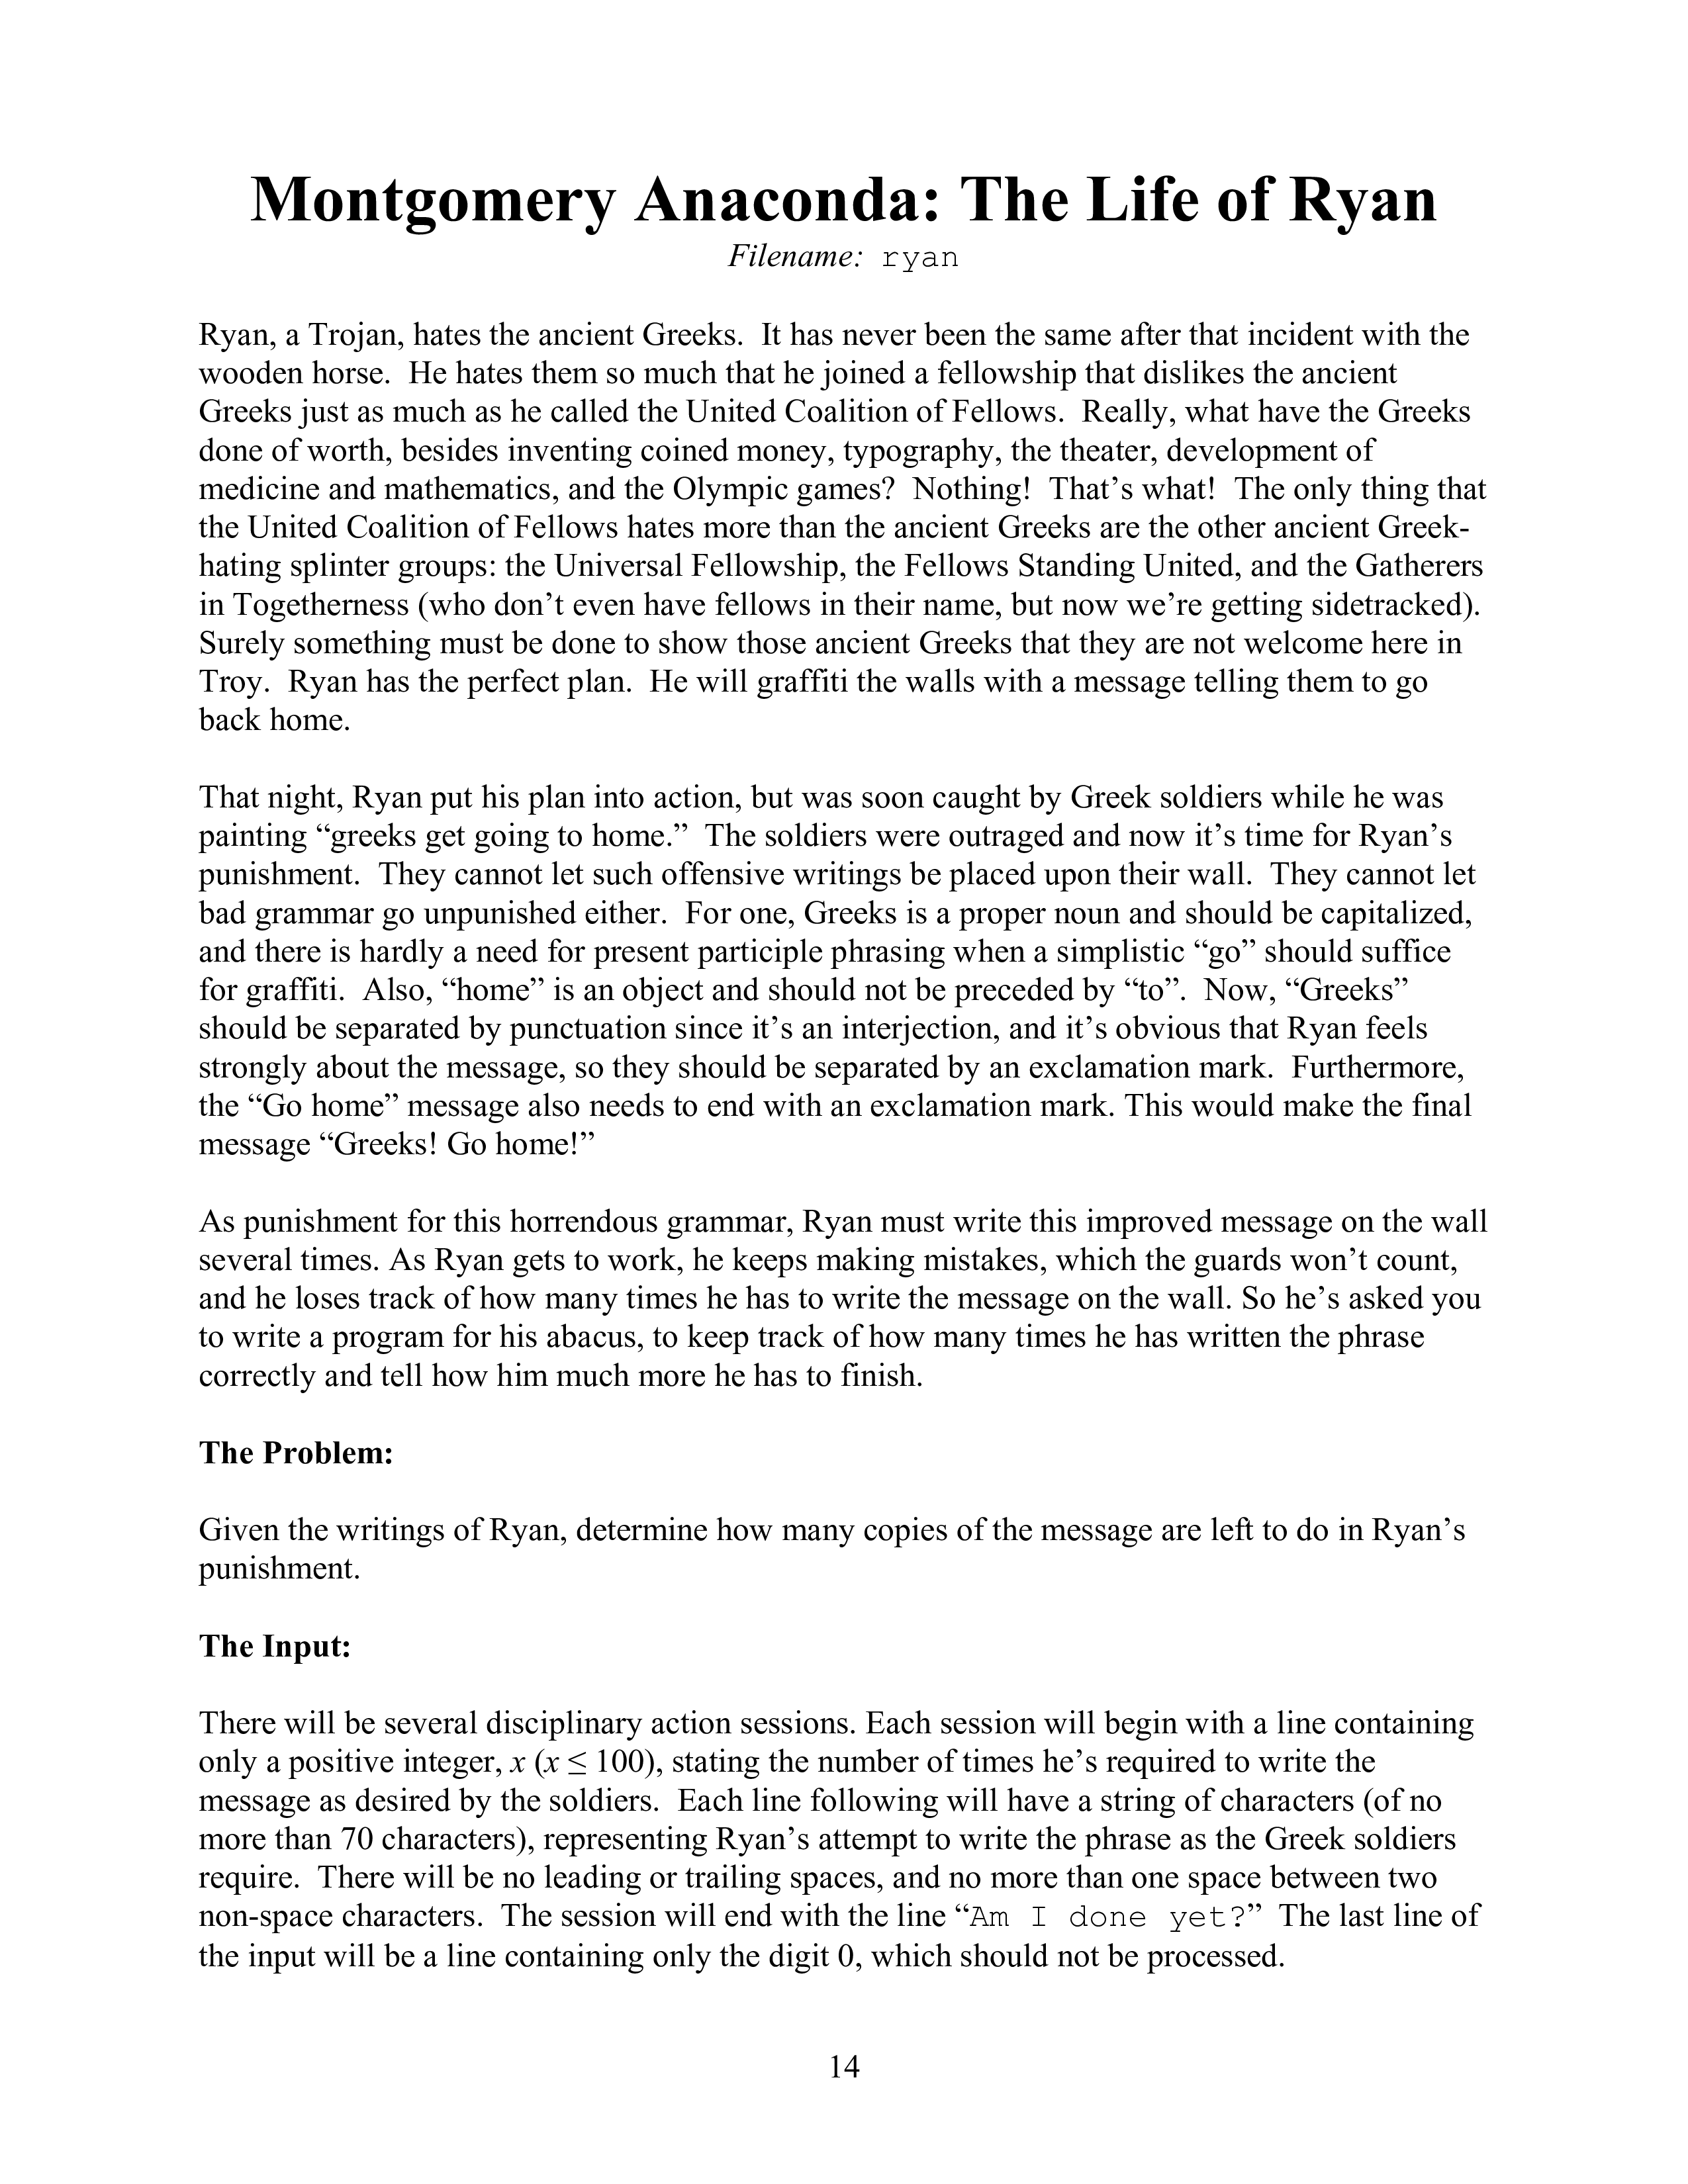 Montgomery Anaconda: The Life of Ryan
Filename: ryan
Ryan, a Trojan, hates the ancient Greeks.  It has never been the same after that incident with the
wooden horse.  He hates them so much that he joined a fellowship that dislikes the ancient
Greeks just as much as he called the United Coalition of Fellows.  Really, what have the Greeks
done of worth, besides inventing coined money, typography, the theater, development of
medicine and mathematics, and the Olympic games?  Nothing!  That’s what!  The only thing that
the United Coalition of Fellows hates more than the ancient Greeks are the other ancient Greek-
hating splinter groups: the Universal Fellowship, the Fellows Standing United, and the Gatherers
in Togetherness (who don’t even have fellows in their name, but now we’re getting sidetracked).
Surely something must be done to show those ancient Greeks that they are not welcome here in
Troy.  Ryan has the perfect plan.  He will graffiti the walls with a message telling them to go
back home.
That night, Ryan put his plan into action, but was soon caught by Greek soldiers while he was
painting “greeks get going to home.”  The soldiers were outraged and now it’s time for Ryan’s
punishment.  They cannot let such offensive writings be placed upon their wall.  They cannot let
bad grammar go unpunished either.  For one, Greeks is a proper noun and should be capitalized,
and there is hardly a need for present participle phrasing when a simplistic “go” should suffice
for graffiti.  Also, “home” is an object and should not be preceded by “to”.  Now, “Greeks”
should be separated by punctuation since it’s an interjection, and it’s obvious that Ryan feels
strongly about the message, so they should be separated by an exclamation mark.  Furthermore,
the “Go home” message also needs to end with an exclamation mark. This would make the final
message “Greeks! Go home!”
As punishment for this horrendous grammar, Ryan must write this improved message on the wall
several times. As Ryan gets to work, he keeps making mistakes, which the guards won’t count,
and he loses track of how many times he has to write the message on the wall. So he’s asked you
to write a program for his abacus, to keep track of how many times he has written the phrase
correctly and tell how him much more he has to finish.
The Problem:
Given the writings of Ryan, determine how many copies of the message are left to do in Ryan’s
punishment.
The Input:
There will be several disciplinary action sessions. Each session will begin with a line containing
only a positive integer, x (x ≤ 100), stating the number of times he’s required to write the
message as desired by the soldiers.  Each line following will have a string of characters (of no
more than 70 characters), representing Ryan’s attempt to write the phrase as the Greek soldiers
require.  There will be no leading or trailing spaces, and no more than one space between two
non-space characters.  The session will end with the line “Am I done yet?”  The last line of
the input will be a line containing only the digit 0, which should not be processed.
14